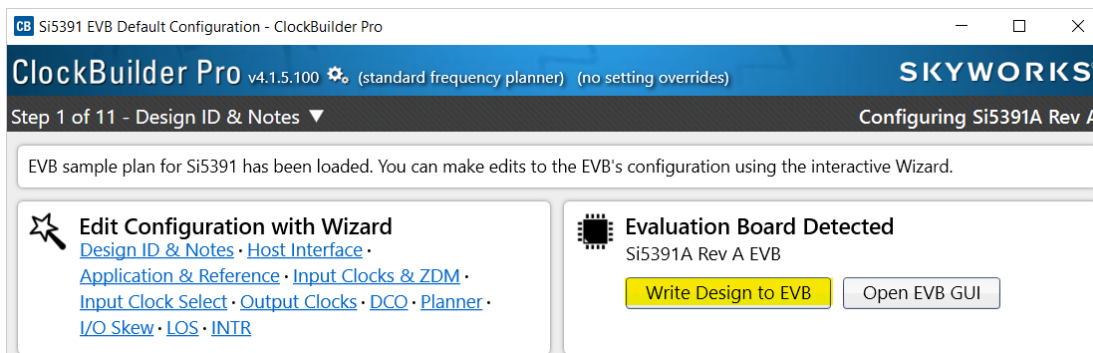 CB Si5391 EVB Default Configuration - ClockBuilder Pro
ClockBuilder Pro v4.1.5.100 (standard frequency planner) (no setting overrides) SKYWORKS
Step 1 of 11 - Design ID & Notes ▼ Configuring Si5391A Rev A
EVB sample plan for Si5391 has been loaded. You can make edits to the EVB's configuration using the interactive Wizard.
Edit Configuration with Wizard
Design ID & Notes · Host Interface ·
Application & Reference · Input Clocks & ZDM ·
Input Clock Select · Output Clocks · DCO · Planner ·
I/O Skew · LOS · INTR
Evaluation Board Detected
Si5391A Rev A EVB
Write Design to EVB Open EVB GUI